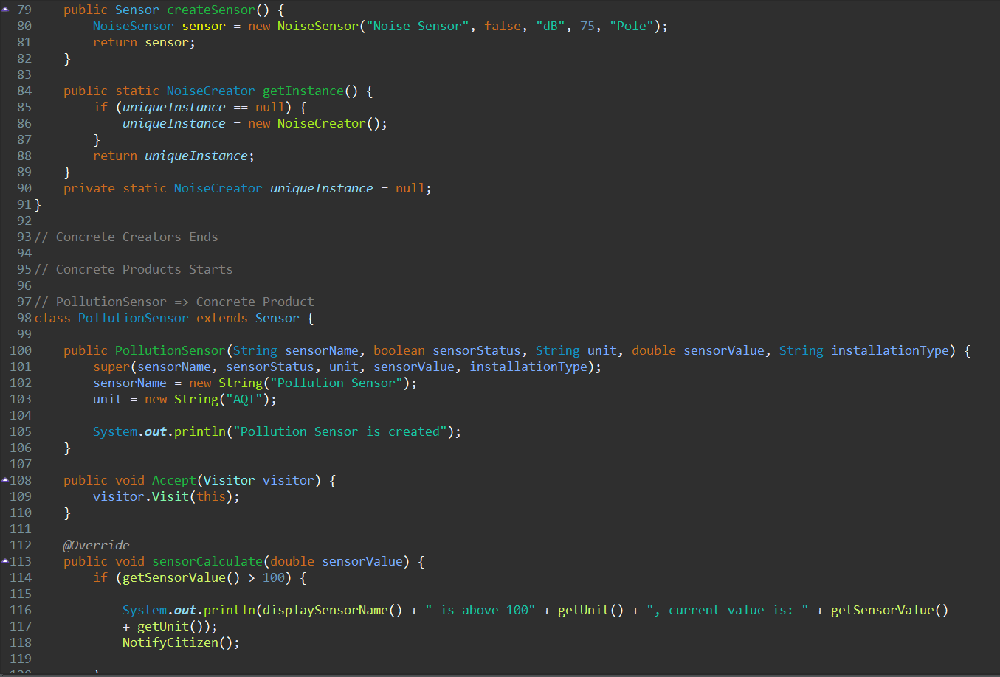 79    public Sensor createSensor() {
80        NoiseSensor sensor = new NoiseSensor("Noise Sensor", false, "dB", 75, "Pole");
81        return sensor;
82    }
83
84    public static NoiseCreator getInstance() {
85        if (uniqueInstance == null) {
86            uniqueInstance = new NoiseCreator();
87        }
88        return uniqueInstance;
89    }
90    private static NoiseCreator uniqueInstance = null;
91 }
92
93 // Concrete Creators Ends
94
95 // Concrete Products Starts
96
97 // PollutionSensor => Concrete Product
98 class PollutionSensor extends Sensor {
99
100    public PollutionSensor(String sensorName, boolean sensorStatus, String unit, double sensorValue, String installationType) {
101        super(sensorName, sensorStatus, unit, sensorValue, installationType);
102        sensorName = new String("Pollution Sensor");
103        unit = new String("AQI");
104
105        System.out.println("Pollution Sensor is created");
106    }
107
108    public void Accept(Visitor visitor) {
109        visitor.Visit(this);
110    }
111
112    @Override
113    public void sensorCalculate(double sensorValue) {
114        if (getSensorValue() > 100) {
115
116            System.out.println(displaySensorName() + " is above 100" + getUnit() + ", current value is: " + getSensorValue()
117            + getUnit());
118            NotifyCitizen();
119